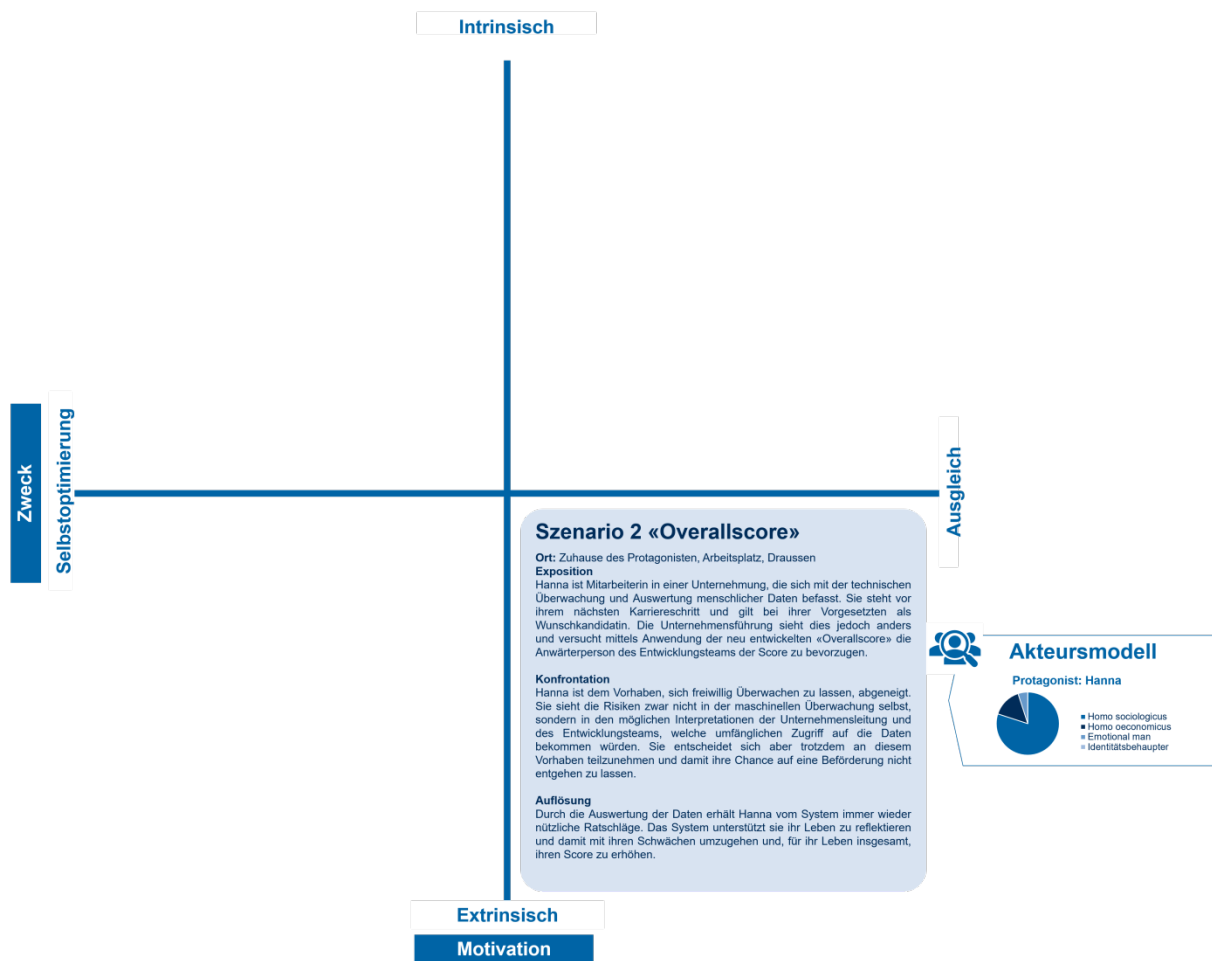 Intrinsisch
Zweck
Selbstoptimierung
Ausgleich
Szenario 2 «Overallscore»
Ort: Zuhause des Protagonisten, Arbeitsplatz, Draussen
Exposition
Hanna ist Mitarbeiterin in einer Unternehmung, die sich mit der technischen
Überwachung und Auswertung menschlicher Daten befasst. Sie steht vor
ihrem nächsten Karriereschritt und gilt bei ihrer Vorgesetzten als
Wunschkandidatin. Die Unternehmensführung sieht dies jedoch anders
und versucht mittels Anwendung der neu entwickelten «Overallscore» die
Anwärterperson des Entwicklungsteams der Score zu bevorzugen.
Konfrontation
Hanna ist dem Vorhaben, sich freiwillig Überwachen zu lassen, abgeneigt.
Sie sieht die Risiken zwar nicht in der maschinellen Überwachung selbst,
sondern in den möglichen Interpretationen der Unternehmensleitung und
des Entwicklungsteams, welche umfänglichen Zugriff auf die Daten
bekommen würden. Sie entscheidet sich aber trotzdem an diesem
Vorhaben teilzunehmen und damit ihre Chance auf eine Beförderung nicht
entgehen zu lassen.
Auflösung
Durch die Auswertung der Daten erhält Hanna vom System immer wieder
nützliche Ratschläge. Das System unterstützt sie ihr Leben zu reflektieren
und damit mit ihren Schwächen umzugehen und, für ihr Leben insgesamt,
ihren Score zu erhöhen.
Akteursmodell
Protagonist: Hanna
Homo sociologicus
Homo oeconomicus
Emotional man
Identitätsbehaupter
Extrinsisch
Motivation